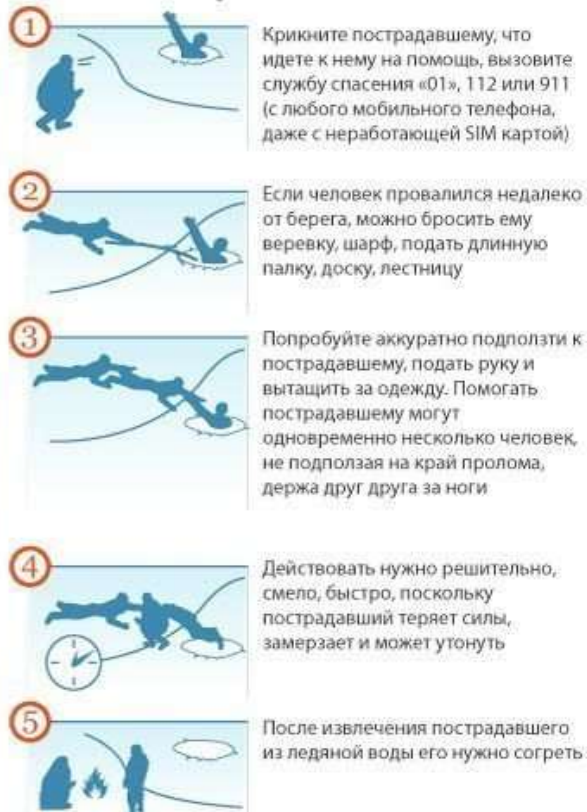 1
Крикните пострадавшему, что
идете к нему на помощь, вызовите
службу спасения «01», 112 или 911
(с любого мобильного телефона,
даже с неработающей SIM картой)
2
Если человек провалился недалеко
от берега, можно бросить ему
веревку, шарф, подать длинную
палку, доску, лестницу
3
Попробуйте аккуратно подползти к
пострадавшему, подать руку и
вытащить за одежду. Помогать
пострадавшему могут
одновременно несколько человек,
не подползая на край пролома,
держа друг друга за ноги
4
Действовать нужно решительно,
смело, быстро, поскольку
пострадавший теряет силы,
замерзает и может утонуть
5
После извлечения пострадавшего
из ледяной воды его нужно согреть